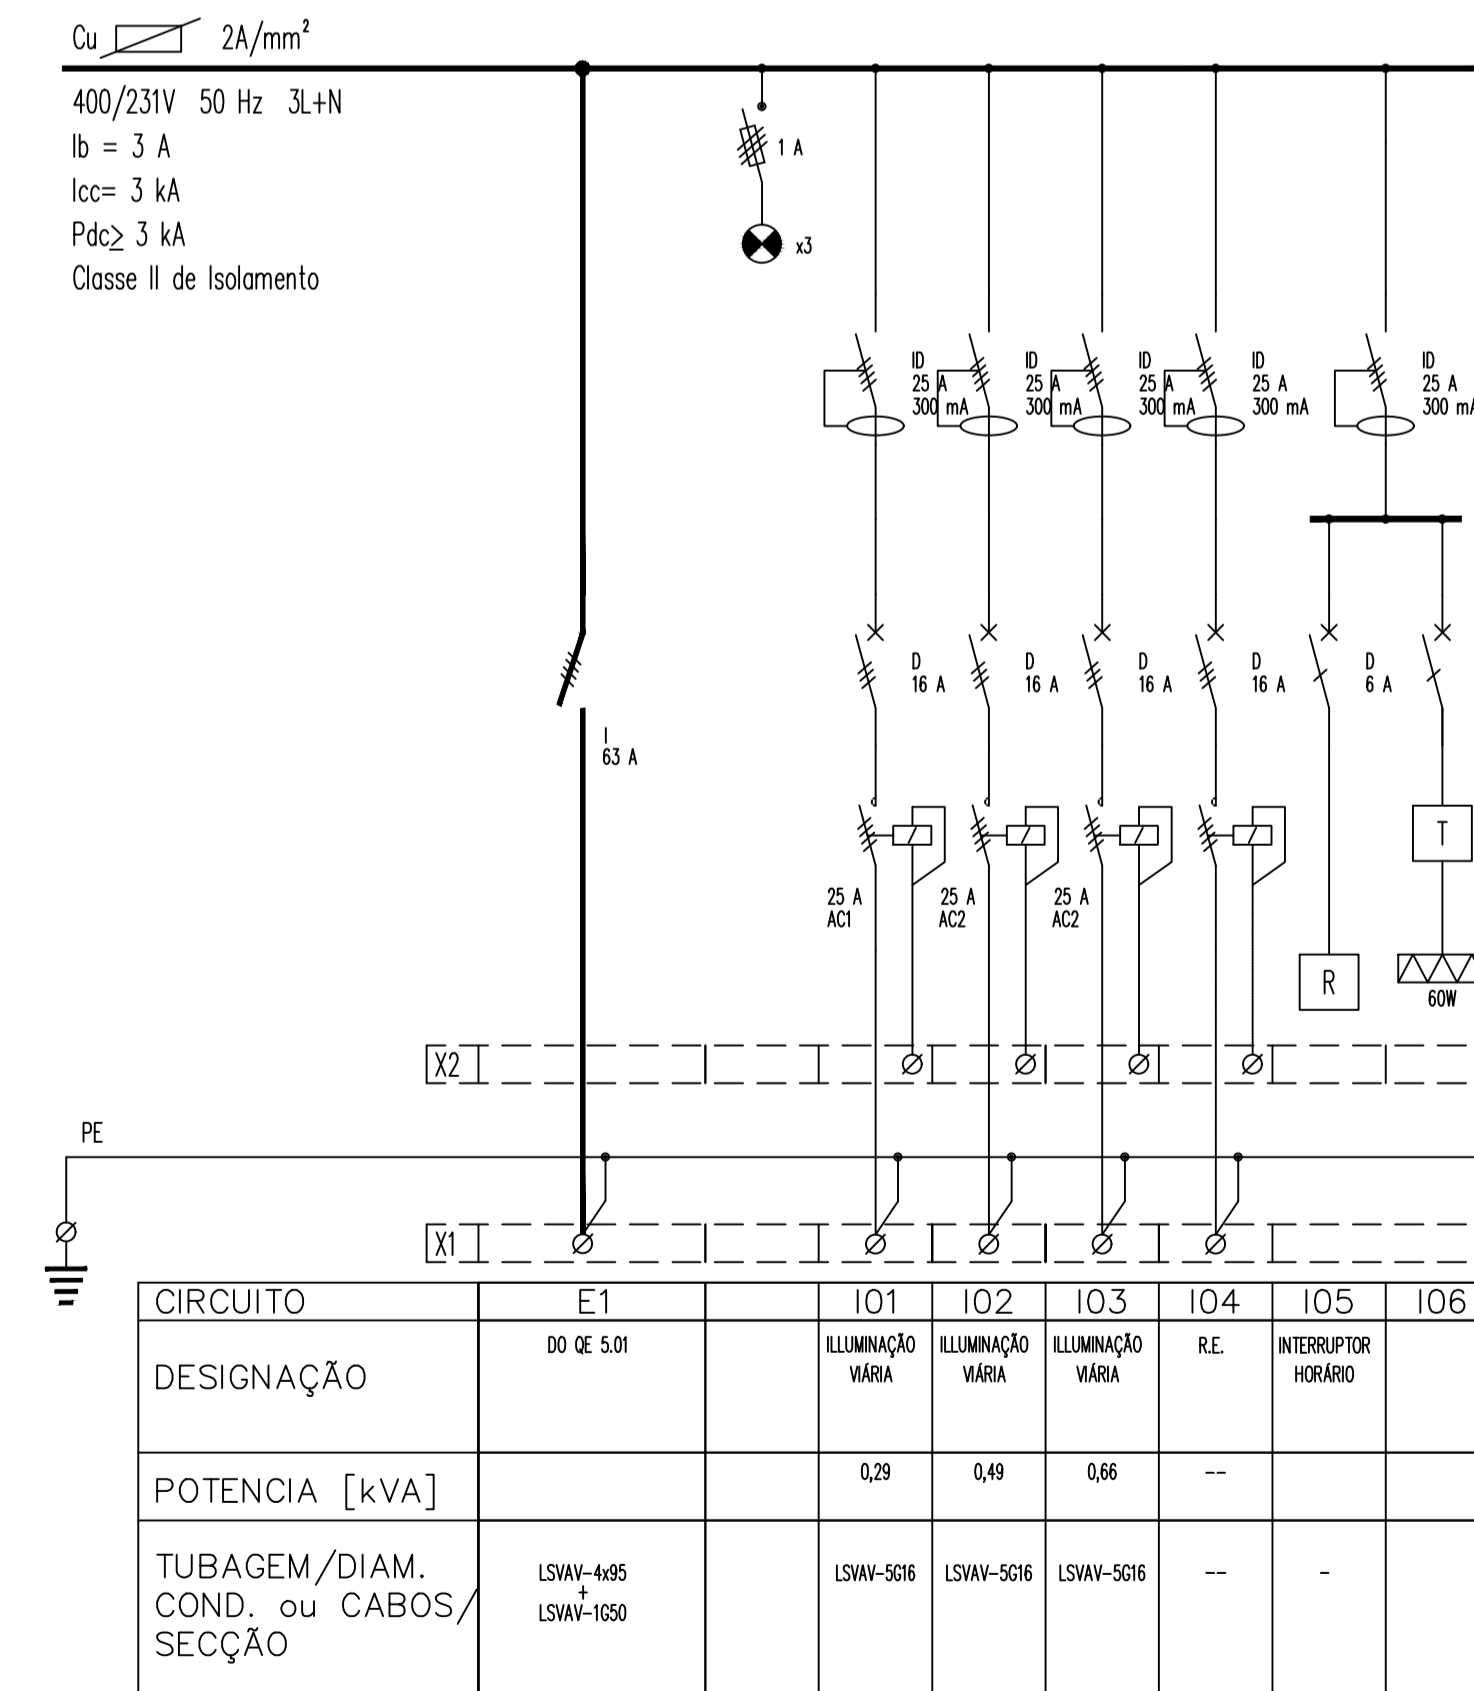 Cu 2A/mm²
400/231V 50 Hz 3L+N
Ib = 3 A
Icc= 3 kA
Pdc≥ 3 kA
Classe II de Isolamento
1 A
x3
ID ID ID ID ID
25 A 25 A 25 A 25 A 25 A
300 mA 300 mA 300 mA 300 mA 300 mA
D D D D D
16 A 16 A 16 A 16 A 6 A
I
63 A
T
25 A 25 A 25 A
AC1 AC2 AC2
R
60W
X2
PE
X1
CIRCUITO E1 I01 I02 I03 I04 I05 I06
DESIGNAÇÃO
DO QE 5.01
ILLUMINAÇÃO
VIÁRIA
ILLUMINAÇÃO
VIÁRIA
ILLUMINAÇÃO
VIÁRIA
R.E.
INTERRUPTOR
HORÁRIO
POTENCIA [kVA] 0,29 0,49 0,66 --
TUBAGEM/DIAM.
COND. ou CABOS/
SECÇÃO
LSVAV-4x95
+
LSVAV-1G50
LSVAV-5G16 LSVAV-5G16 LSVAV-5G16 -- -